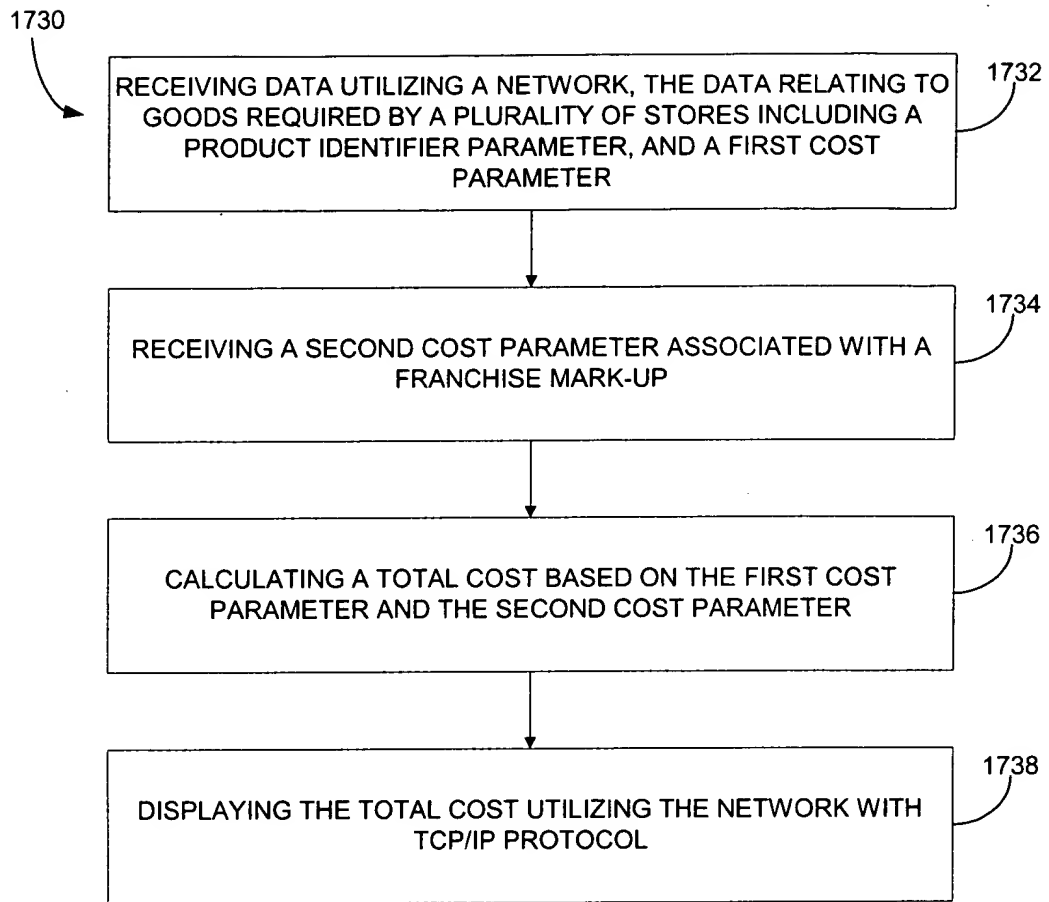 1730
RECEIVING DATA UTILIZING A NETWORK, THE DATA RELATING TO
GOODS REQUIRED BY A PLURALITY OF STORES INCLUDING A
PRODUCT IDENTIFIER PARAMETER, AND A FIRST COST
PARAMETER
1732
RECEIVING A SECOND COST PARAMETER ASSOCIATED WITH A
FRANCHISE MARK-UP
1734
CALCULATING A TOTAL COST BASED ON THE FIRST COST
PARAMETER AND THE SECOND COST PARAMETER
1736
DISPLAYING THE TOTAL COST UTILIZING THE NETWORK WITH
TCP/IP PROTOCOL
1738